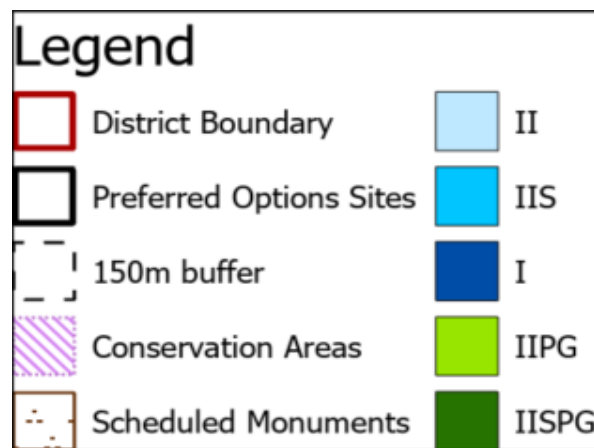 Legend
District Boundary
Preferred Options Sites
150m buffer
Conservation Areas
Scheduled Monuments
II
IIS
I
IIPG
IISPG